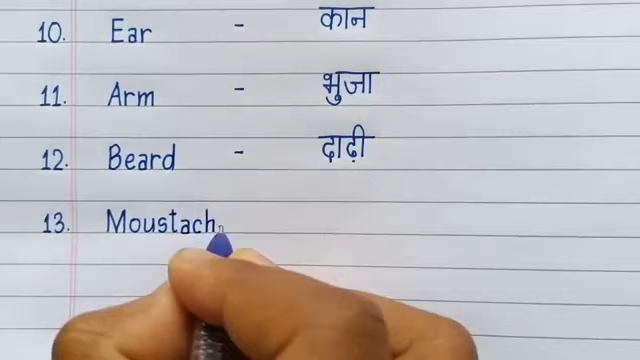 10. Ear - कान
11. Arm - भुजा
12. Beard - दाढ़ी
13. Moustach